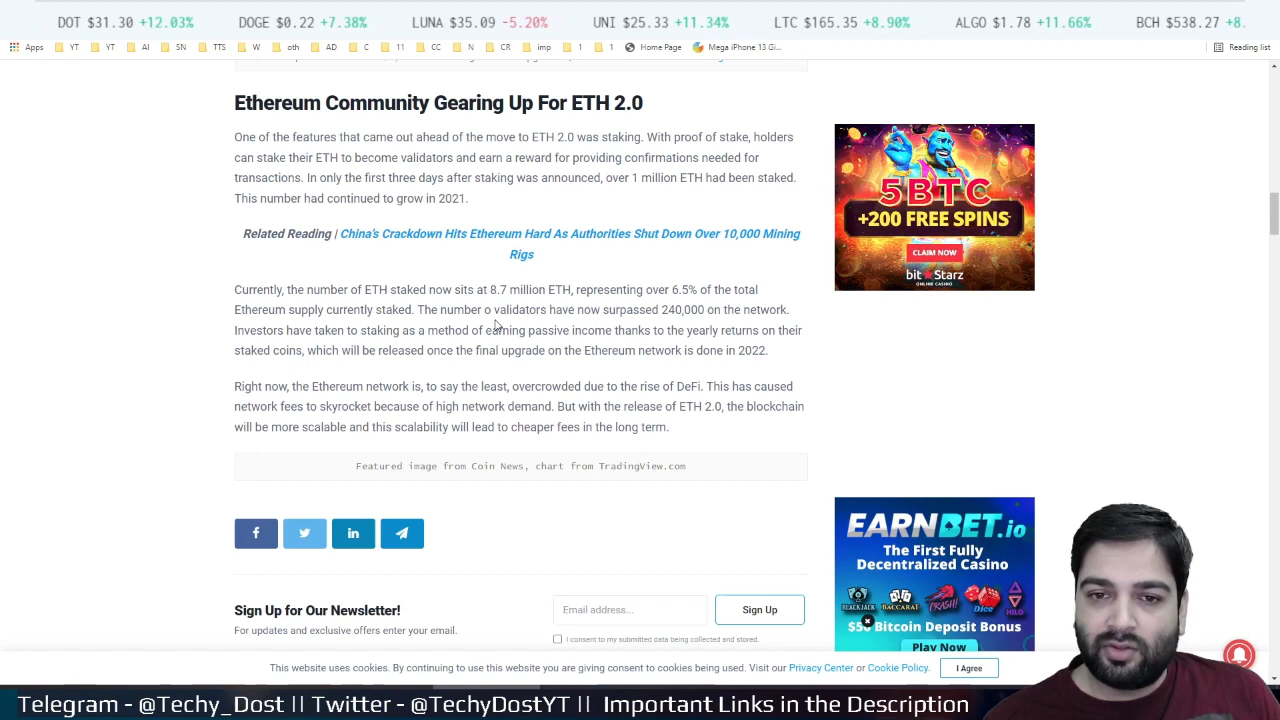 DOT $31.30 +12.03% DOGE $0.22 +7.38% LUNA $35.09 -5.20% UNI $25.33 +11.34% LTC $165.35 +8.90% ALGO $1.78 +11.66% BCH $538.27 +8.
Apps YT YT AI SN TTS W oth AD C 11 CC N CR imp 1 1 Home Page Mega iPhone 13 Gi... Reading list
Ethereum Community Gearing Up For ETH 2.0
One of the features that came out ahead of the move to ETH 2.0 was staking. With proof of stake, holders
can stake their ETH to become validators and earn a reward for providing confirmations needed for
transactions. In only the first three days after staking was announced, over 1 million ETH had been staked.
This number had continued to grow in 2021.
Related Reading | China's Crackdown Hits Ethereum Hard As Authorities Shut Down Over 10,000 Mining
Rigs
Currently, the number of ETH staked now sits at 8.7 million ETH, representing over 6.5% of the total
Ethereum supply currently staked. The number o validators have now surpassed 240,000 on the network.
Investors have taken to staking as a method of earning passive income thanks to the yearly returns on their
staked coins, which will be released once the final upgrade on the Ethereum network is done in 2022.
Right now, the Ethereum network is, to say the least, overcrowded due to the rise of DeFi. This has caused
network fees to skyrocket because of high network demand. But with the release of ETH 2.0, the blockchain
will be more scalable and this scalability will lead to cheaper fees in the long term.
Featured image from Coin News, chart from TradingView.com
Sign Up for Our Newsletter!
For updates and exclusive offers enter your email.
Email address...
Sign Up
I consent to my submitted data being collected and stored.
5BTC
+200 FREE SPINS
CLAIM NOW
bitStarz
ONLINE CASINO
EARNBET.io
The First Fully
Decentralized Casino
BLACKJACK BACCARAT CRASH! Dice HILO
$50 Bitcoin Deposit Bonus
Play Now
This website uses cookies. By continuing to use this website you are giving consent to cookies being used. Visit our Privacy Center or Cookie Policy. I Agree
Telegram - @Techy_Dost || Twitter - @TechyDostYT || Important Links in the Description